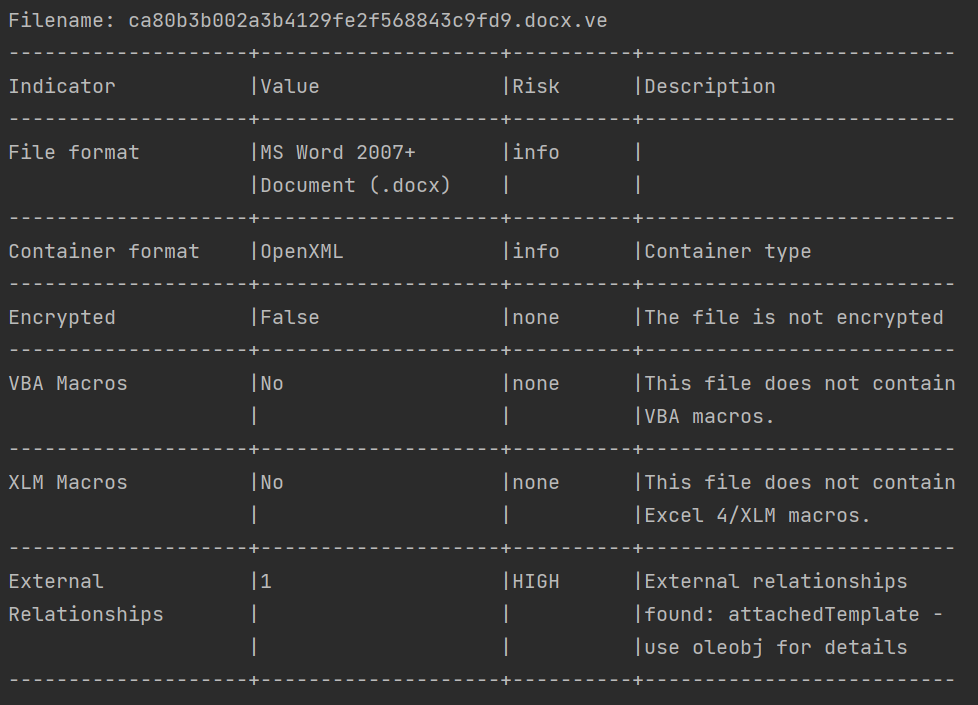 Filename: ca80b3b002a3b4129fe2f568843c9fd9.docx.ve
--------------------+--------------------+----------+--------------------------
Indicator           |Value               |Risk      |Description
--------------------+--------------------+----------+--------------------------
File format         |MS Word 2007+       |info      |
                    |Document (.docx)    |          |
--------------------+--------------------+----------+--------------------------
Container format    |OpenXML             |info      |Container type
--------------------+--------------------+----------+--------------------------
Encrypted           |False               |none      |The file is not encrypted
--------------------+--------------------+----------+--------------------------
VBA Macros          |No                  |none      |This file does not contain
                    |                    |          |VBA macros.
--------------------+--------------------+----------+--------------------------
XLM Macros          |No                  |none      |This file does not contain
                    |                    |          |Excel 4/XLM macros.
--------------------+--------------------+----------+--------------------------
External            |1                   |HIGH      |External relationships
Relationships       |                    |          |found: attachedTemplate -
                    |                    |          |use oleobj for details
--------------------+--------------------+----------+--------------------------